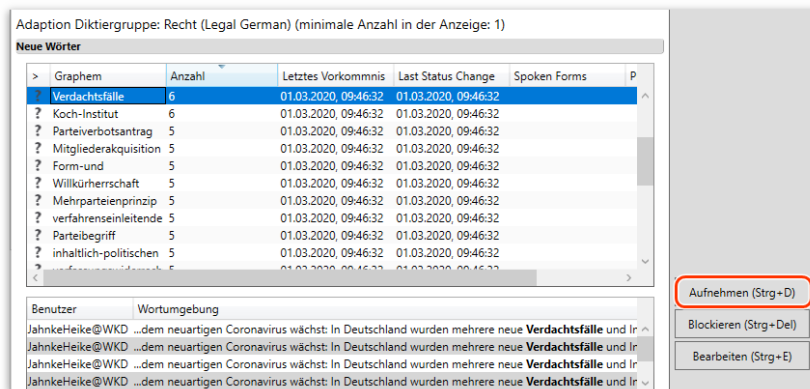 Adaption Diktiergruppe: Recht (Legal German) (minimale Anzahl in der Anzeige: 1)
Neue Wörter
> Graphem Anzahl Letztes Vorkommnis Last Status Change Spoken Forms P
? Verdachtsfälle 6 01.03.2020, 09:46:32 01.03.2020, 09:46:32
? Koch-Institut 6 01.03.2020, 09:46:32 01.03.2020, 09:46:32
? Parteiverbotsantrag 5 01.03.2020, 09:46:32 01.03.2020, 09:46:32
? Mitgliederakquisition 5 01.03.2020, 09:46:32 01.03.2020, 09:46:32
? Form-und 5 01.03.2020, 09:46:32 01.03.2020, 09:46:32
? Willkürherrschaft 5 01.03.2020, 09:46:32 01.03.2020, 09:46:32
? Mehrparteienprinzip 5 01.03.2020, 09:46:32 01.03.2020, 09:46:32
? verfahrenseinleitende 5 01.03.2020, 09:46:32 01.03.2020, 09:46:32
? Parteibegriff 5 01.03.2020, 09:46:32 01.03.2020, 09:46:32
? inhaltlich-politischen 5 01.03.2020, 09:46:32 01.03.2020, 09:46:32
Aufnehmen (Strg+D)
Blockieren (Strg+Del)
Bearbeiten (Strg+E)
Benutzer Wortumgebung
JahnkeHeike@WKD ...dem neuartigen Coronavirus wächst: In Deutschland wurden mehrere neue Verdachtsfälle und Ir
JahnkeHeike@WKD ...dem neuartigen Coronavirus wächst: In Deutschland wurden mehrere neue Verdachtsfälle und Ir
JahnkeHeike@WKD ...dem neuartigen Coronavirus wächst: In Deutschland wurden mehrere neue Verdachtsfälle und Ir
JahnkeHeike@WKD ...dem neuartigen Coronavirus wächst: In Deutschland wurden mehrere neue Verdachtsfälle und Ir